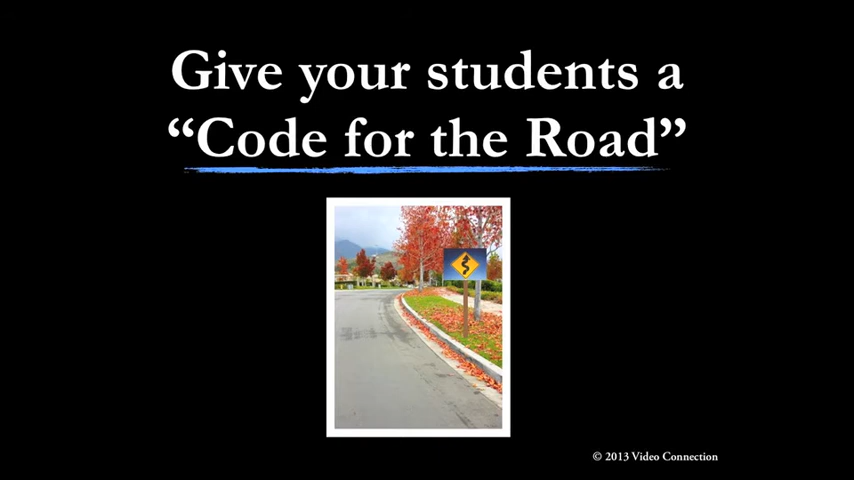 Give your students a
“Code for the Road”
© 2013 Video Connection